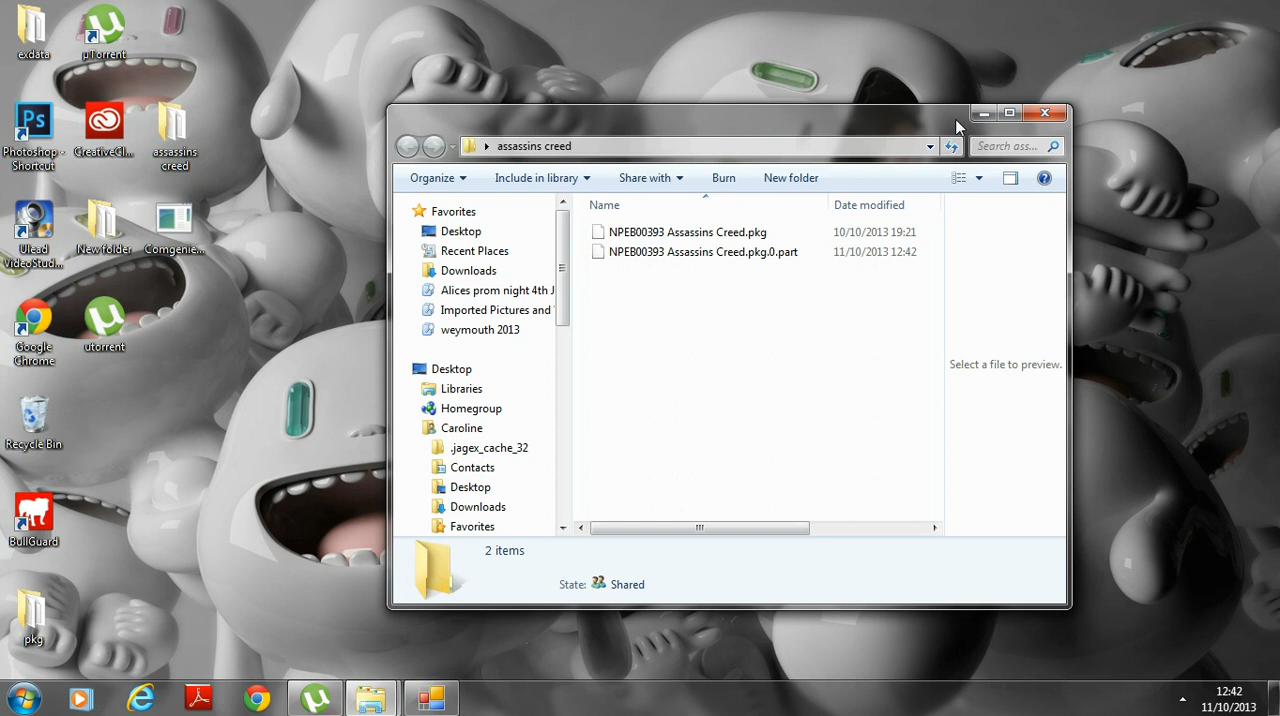 exdata
µTorrent
Photoshop - Shortcut
CreativeCl...
assassins creed
Ulead VideoStud...
New folder
Comgenie...
Google Chrome
utorrent
Recycle Bin
BullGuard
pkg
assassins creed
Search ass...
Organize
Include in library
Share with
Burn
New folder
Name
Date modified
Favorites
Desktop
Recent Places
Downloads
Alices prom night 4th J
Imported Pictures and
weymouth 2013
Desktop
Libraries
Homegroup
Caroline
.jagex_cache_32
Contacts
Desktop
Downloads
Favorites
NPEB00393 Assassins Creed.pkg 10/10/2013 19:21
NPEB00393 Assassins Creed.pkg.0.part 11/10/2013 12:42
Select a file to preview.
2 items
State: Shared
12:42
11/10/2013